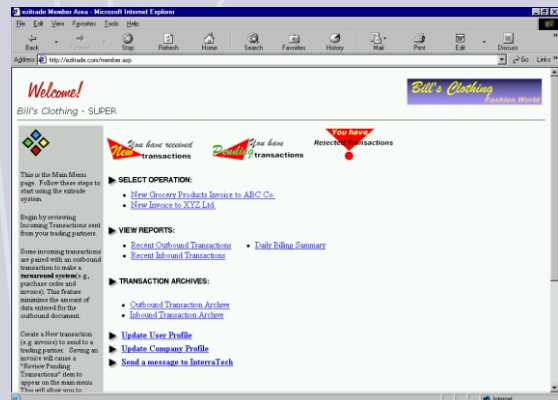 ezitrade Member Area - Microsoft Internet Explorer
File Edit View Favorites Tools Help
Back Forward Stop Refresh Home Search Favorites History Mail Print Edit Discuss
Address http://ezitrade.com/member.asp Go Links »
Welcome!
Bill's Clothing
Fashion World
Bill's Clothing - SUPER
New You have received transactions
Pending You have transactions
You have Rejected Transactions
This is the Main Menu
page. Follow these steps to
start using the ezitrade
system.
Begin by reviewing
Incoming Transactions sent
from your trading partners.
Some incoming transactions
are paired with an outbound
transaction to make a
turnaround system(e.g.,
purchase order and
invoice). This feature
minimizes the amount of
data entered for the
outbound document.
Create a New transaction
(e.g. invoice) to send to a
trading partner. Saving an
invoice will cause a
"Review Pending
Transactions" item to
appear on the main menu.
This will allow you to
SELECT OPERATION:
New Grocery Products Invoice to ABC Co.
New Invoice to XYZ Ltd.
VIEW REPORTS:
Recent Outbound Transactions Daily Billing Summary
Recent Inbound Transactions
TRANSACTION ARCHIVES:
Outbound Transaction Archive
Inbound Transaction Archive
Update User Profile
Update Company Profile
Send a message to InterraTech
Internet